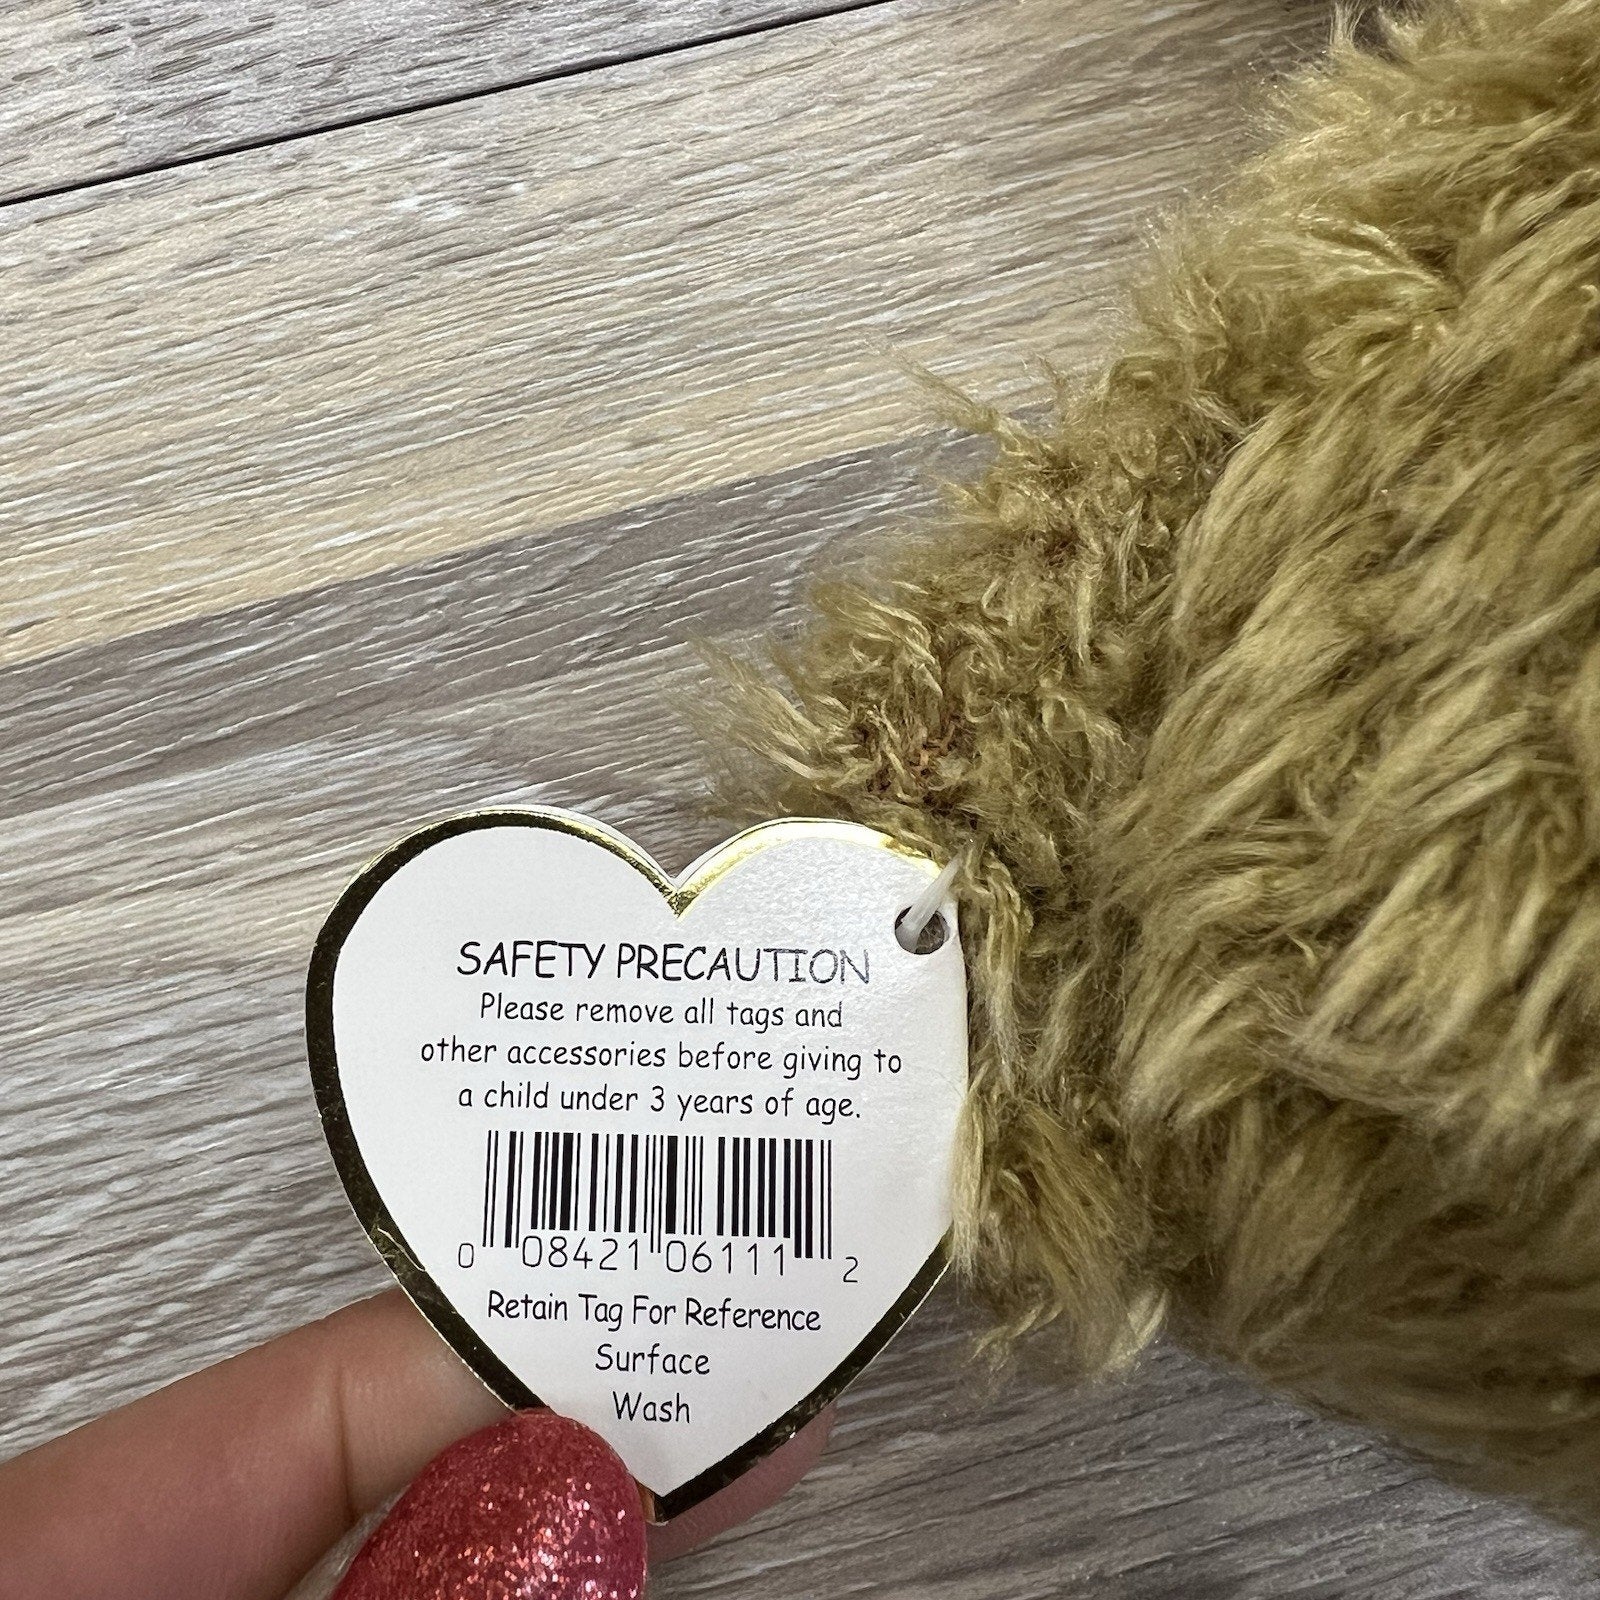 SAFETY PRECAUTION
Please remove all tags and
other accessories before giving to
a child under 3 years of age.
0 08421 06111 2
Retain Tag For Reference
Surface
Wash